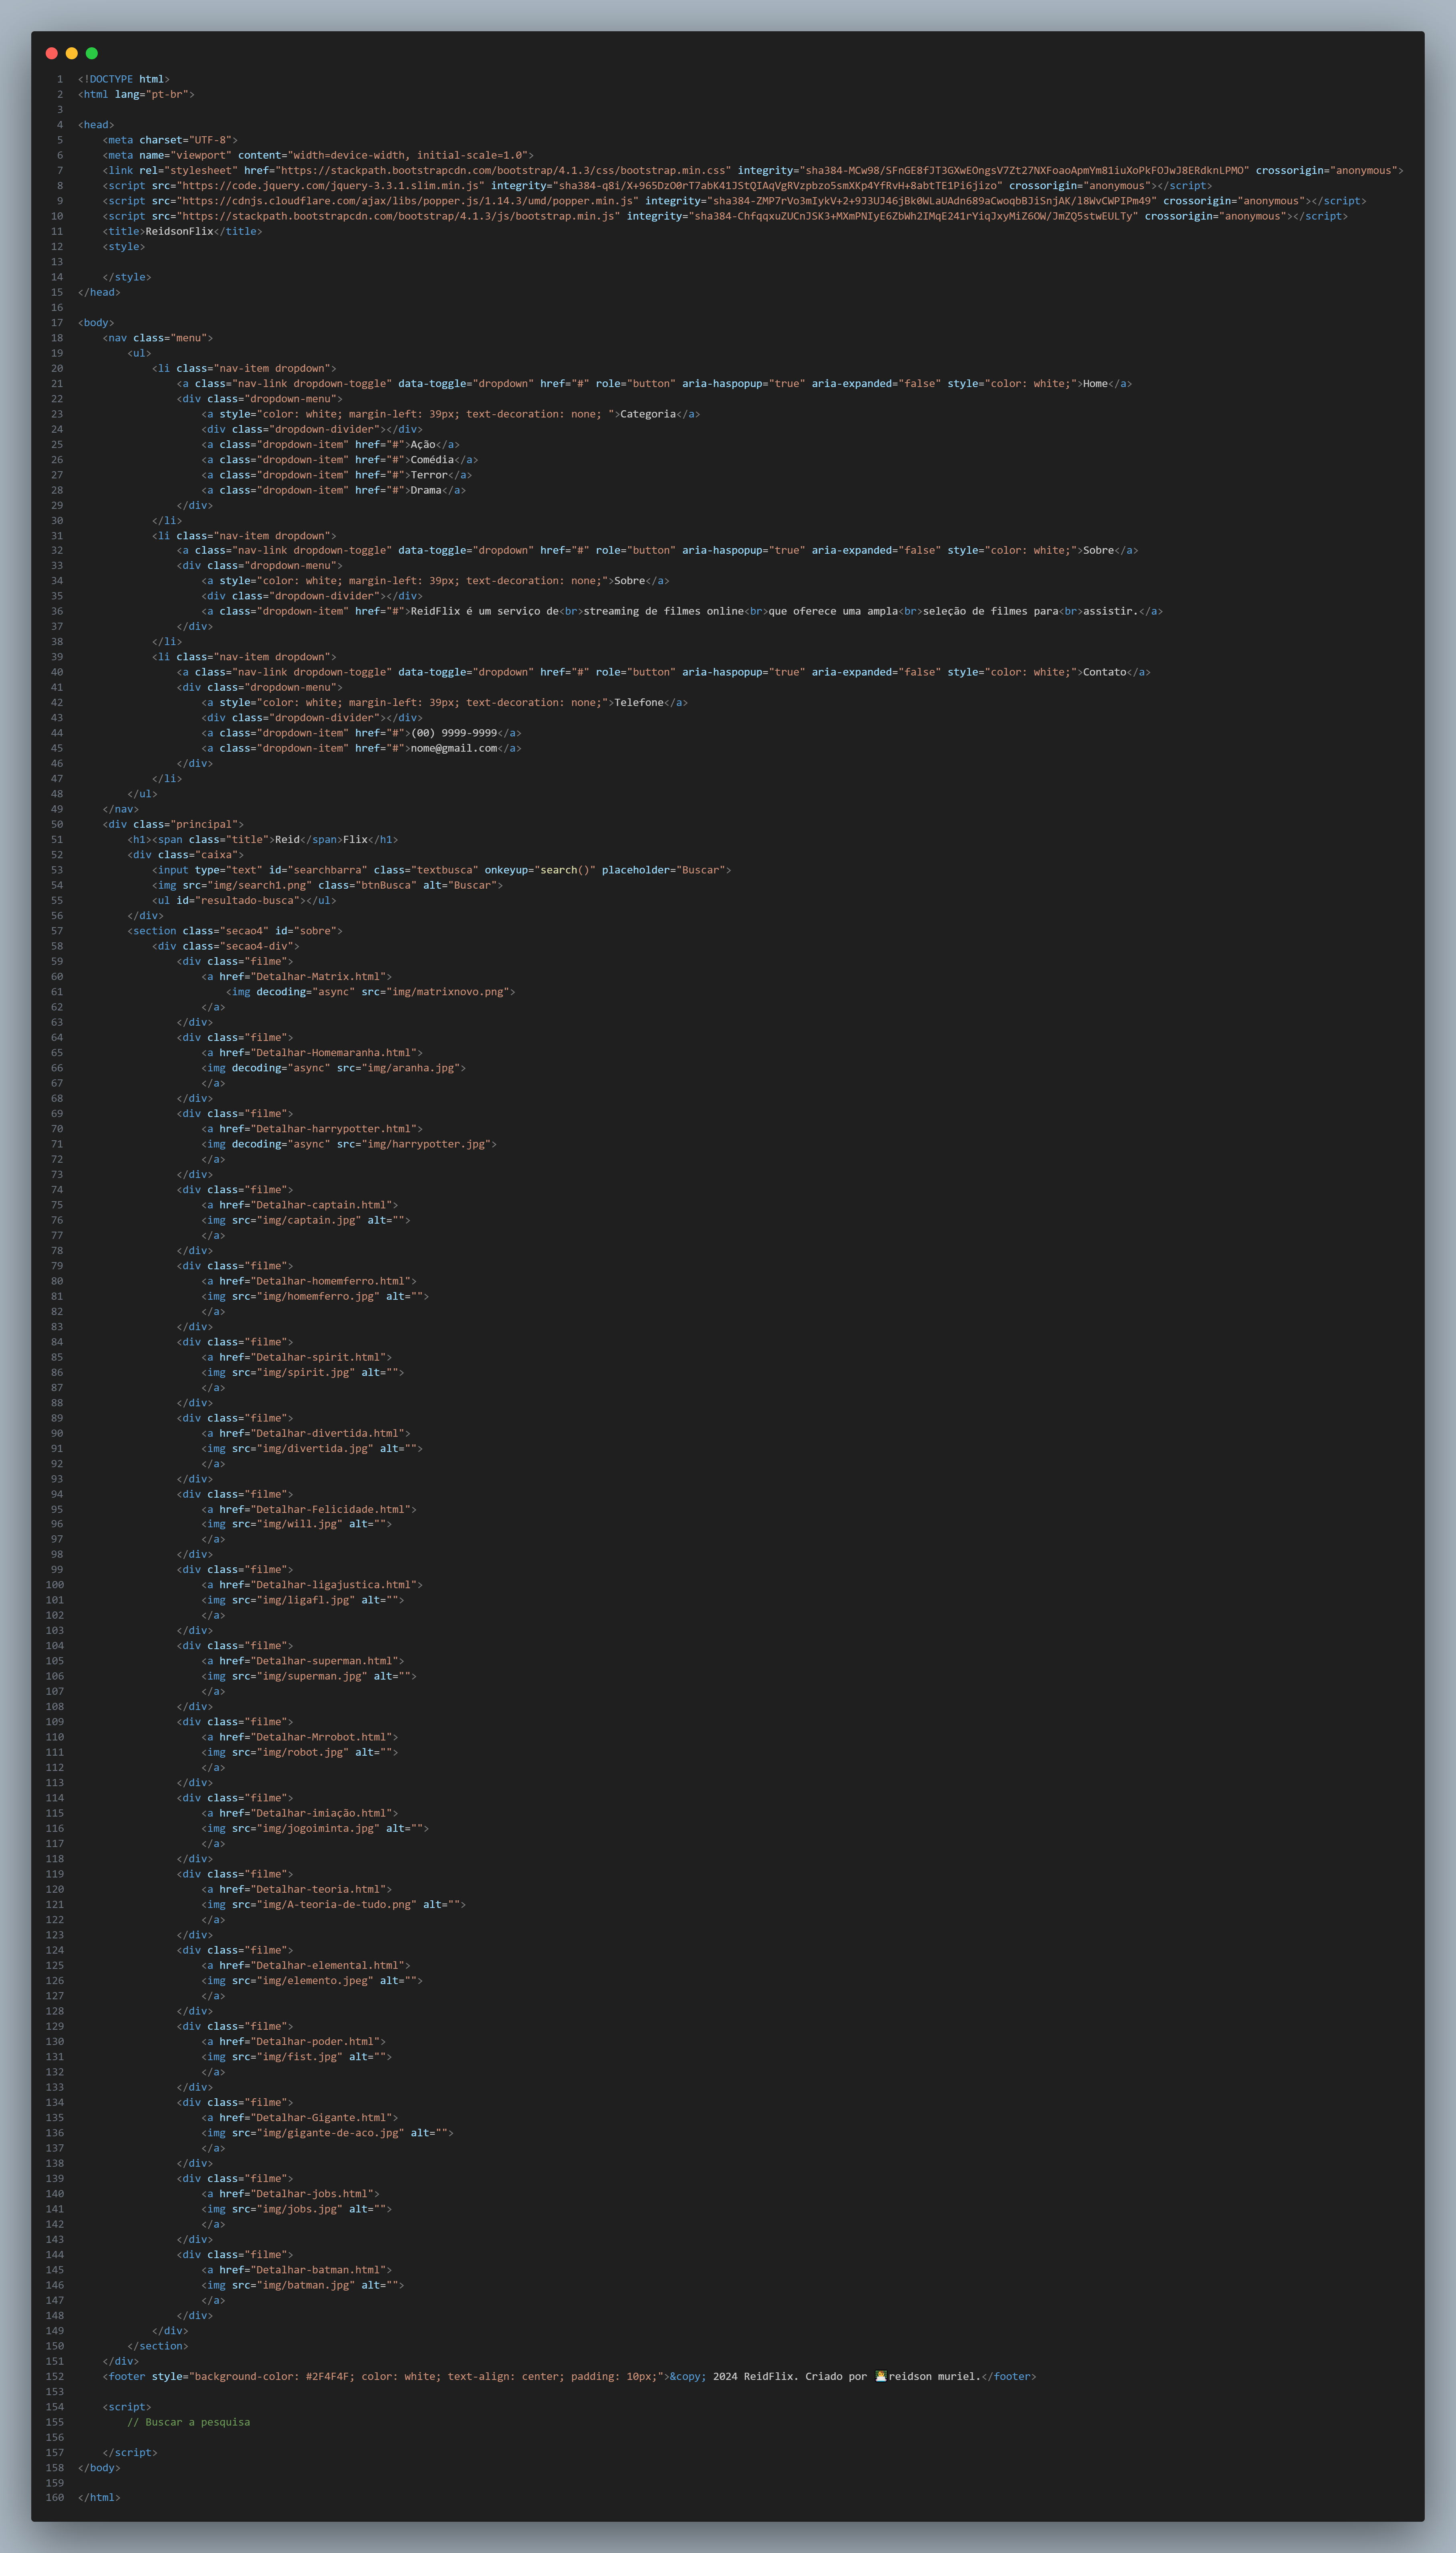 1 <!DOCTYPE html>
2 <html lang="pt-br">
3
4 <head>
5     <meta charset="UTF-8">
6     <meta name="viewport" content="width=device-width, initial-scale=1.0">
7     <link rel="stylesheet" href="https://stackpath.bootstrapcdn.com/bootstrap/4.1.3/css/bootstrap.min.css" integrity="sha384-MCw98/SFnGE8fJT3GXwEOngsV7Zt27NXFoaoApmYm81iuXoPkFOJwJ8ERdknLPMO" crossorigin="anonymous">
8     <script src="https://code.jquery.com/jquery-3.3.1.slim.min.js" integrity="sha384-q8i/X+965DzO0rT7abK41JStQIAqVgRVzpbzo5smXKp4YfRvH+8abtTE1Pi6jizo" crossorigin="anonymous"></script>
9     <script src="https://cdnjs.cloudflare.com/ajax/libs/popper.js/1.14.3/umd/popper.min.js" integrity="sha384-ZMP7rVo3mIykV+2+9J3UJ46jBk0WLaUAdn689aCwoqbBJiSnjAK/l8WvCWPIPm49" crossorigin="anonymous"></script>
10     <script src="https://stackpath.bootstrapcdn.com/bootstrap/4.1.3/js/bootstrap.min.js" integrity="sha384-ChfqqxuZUCnJSK3+MXmPNIyE6ZbWh2IMqE241rYiqJxyMiZ6OW/JmZQ5stwEULTy" crossorigin="anonymous"></script>
11     <title>ReidsonFlix</title>
12     <style>
13
14     </style>
15 </head>
16
17 <body>
18     <nav class="menu">
19         <ul>
20             <li class="nav-item dropdown">
21                 <a class="nav-link dropdown-toggle" data-toggle="dropdown" href="#" role="button" aria-haspopup="true" aria-expanded="false" style="color: white;">Home</a>
22                 <div class="dropdown-menu">
23                     <a style="color: white; margin-left: 39px; text-decoration: none; ">Categoria</a>
24                     <div class="dropdown-divider"></div>
25                     <a class="dropdown-item" href="#">Ação</a>
26                     <a class="dropdown-item" href="#">Comédia</a>
27                     <a class="dropdown-item" href="#">Terror</a>
28                     <a class="dropdown-item" href="#">Drama</a>
29                 </div>
30             </li>
31             <li class="nav-item dropdown">
32                 <a class="nav-link dropdown-toggle" data-toggle="dropdown" href="#" role="button" aria-haspopup="true" aria-expanded="false" style="color: white;">Sobre</a>
33                 <div class="dropdown-menu">
34                     <a style="color: white; margin-left: 39px; text-decoration: none;">Sobre</a>
35                     <div class="dropdown-divider"></div>
36                     <a class="dropdown-item" href="#">ReidFlix é um serviço de<br>streaming de filmes online<br>que oferece uma ampla<br>seleção de filmes para<br>assistir.</a>
37                 </div>
38             </li>
39             <li class="nav-item dropdown">
40                 <a class="nav-link dropdown-toggle" data-toggle="dropdown" href="#" role="button" aria-haspopup="true" aria-expanded="false" style="color: white;">Contato</a>
41                 <div class="dropdown-menu">
42                     <a style="color: white; margin-left: 39px; text-decoration: none;">Telefone</a>
43                     <div class="dropdown-divider"></div>
44                     <a class="dropdown-item" href="#">(00) 9999-9999</a>
45                     <a class="dropdown-item" href="#">nome@gmail.com</a>
46                 </div>
47             </li>
48         </ul>
49     </nav>
50     <div class="principal">
51         <h1><span class="title">Reid</span>Flix</h1>
52         <div class="caixa">
53             <input type="text" id="searchbarra" class="textbusca" onkeyup="search()" placeholder="Buscar">
54             <img src="img/search1.png" class="btnBusca" alt="Buscar">
55             <ul id="resultado-busca"></ul>
56         </div>
57         <section class="secao4" id="sobre">
58             <div class="secao4-div">
59                 <div class="filme">
60                     <a href="Detalhar-Matrix.html">
61                         <img decoding="async" src="img/matrixnovo.png">
62                     </a>
63                 </div>
64                 <div class="filme">
65                     <a href="Detalhar-Homemaranha.html">
66                     <img decoding="async" src="img/aranha.jpg">
67                     </a>
68                 </div>
69                 <div class="filme">
70                     <a href="Detalhar-harrypotter.html">
71                     <img decoding="async" src="img/harrypotter.jpg">
72                     </a>
73                 </div>
74                 <div class="filme">
75                     <a href="Detalhar-captain.html">
76                     <img src="img/captain.jpg" alt="">
77                     </a>
78                 </div>
79                 <div class="filme">
80                     <a href="Detalhar-homemferro.html">
81                     <img src="img/homemferro.jpg" alt="">
82                     </a>
83                 </div>
84                 <div class="filme">
85                     <a href="Detalhar-spirit.html">
86                     <img src="img/spirit.jpg" alt="">
87                     </a>
88                 </div>
89                 <div class="filme">
90                     <a href="Detalhar-divertida.html">
91                     <img src="img/divertida.jpg" alt="">
92                     </a>
93                 </div>
94                 <div class="filme">
95                     <a href="Detalhar-Felicidade.html">
96                     <img src="img/will.jpg" alt="">
97                     </a>
98                 </div>
99                 <div class="filme">
100                     <a href="Detalhar-ligajustica.html">
101                     <img src="img/ligafl.jpg" alt="">
102                     </a>
103                 </div>
104                 <div class="filme">
105                     <a href="Detalhar-superman.html">
106                     <img src="img/superman.jpg" alt="">
107                     </a>
108                 </div>
109                 <div class="filme">
110                     <a href="Detalhar-Mrrobot.html">
111                     <img src="img/robot.jpg" alt="">
112                     </a>
113                 </div>
114                 <div class="filme">
115                     <a href="Detalhar-imiação.html">
116                     <img src="img/jogoiminta.jpg" alt="">
117                     </a>
118                 </div>
119                 <div class="filme">
120                     <a href="Detalhar-teoria.html">
121                     <img src="img/A-teoria-de-tudo.png" alt="">
122                     </a>
123                 </div>
124                 <div class="filme">
125                     <a href="Detalhar-elemental.html">
126                     <img src="img/elemento.jpeg" alt="">
127                     </a>
128                 </div>
129                 <div class="filme">
130                     <a href="Detalhar-poder.html">
131                     <img src="img/fist.jpg" alt="">
132                     </a>
133                 </div>
134                 <div class="filme">
135                     <a href="Detalhar-Gigante.html">
136                     <img src="img/gigante-de-aco.jpg" alt="">
137                     </a>
138                 </div>
139                 <div class="filme">
140                     <a href="Detalhar-jobs.html">
141                     <img src="img/jobs.jpg" alt="">
142                     </a>
143                 </div>
144                 <div class="filme">
145                     <a href="Detalhar-batman.html">
146                     <img src="img/batman.jpg" alt="">
147                     </a>
148                 </div>
149             </div>
150         </section>
151     </div>
152     <footer style="background-color: #2F4F4F; color: white; text-align: center; padding: 10px;">&copy; 2024 ReidFlix. Criado por 👨‍💻reidson muriel.</footer>
153
154     <script>
155         // Buscar a pesquisa
156
157     </script>
158 </body>
159
160 </html>